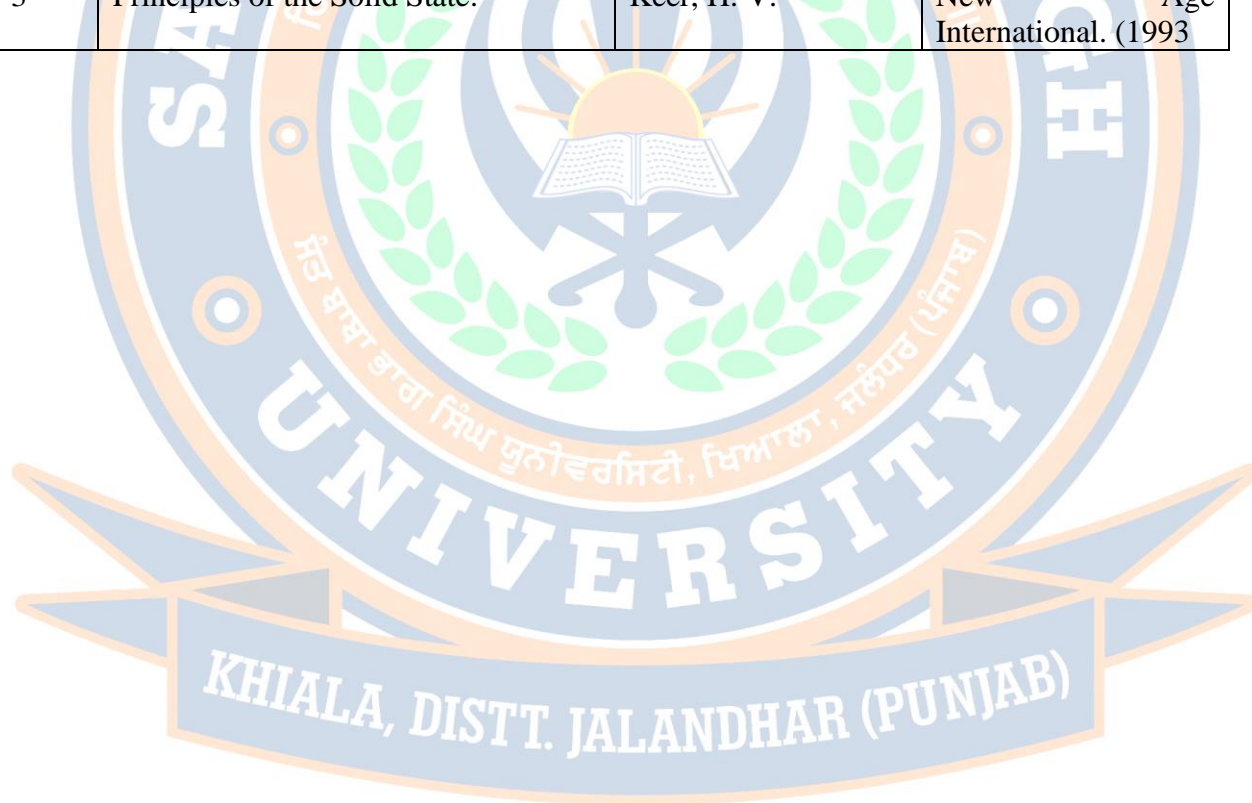 Principles of the Solid State. Keer, H. V. New Age
International. (1993
ਸੰਤ ਬਾਬਾ ਭਾਗ ਸਿੰਘ ਯੂਨੀਵਰਸਿਟੀ, ਖਿਆਲਾ, ਜਲੰਧਰ (ਪੰਜਾਬ)
UNIVERSITY
KHIALA, DISTT. JALANDHAR (PUNJAB)